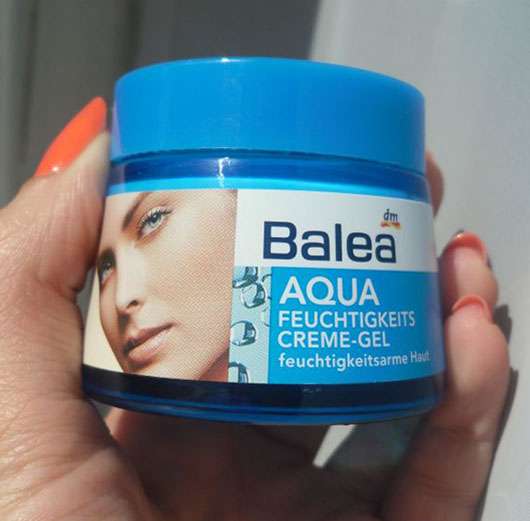 dm
Balea
AQUA
FEUCHTIGKEITS
CREME-GEL
feuchtigkeitsarme Haut